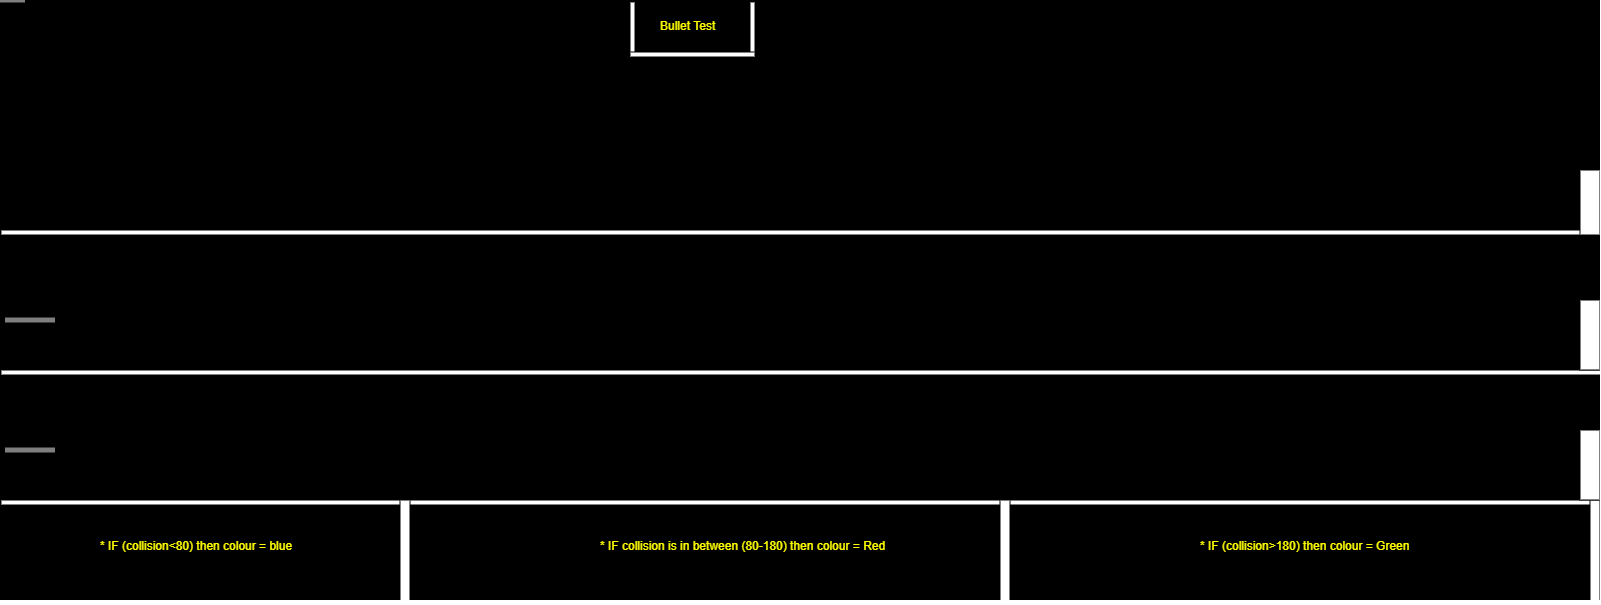 Bullet Test
* IF (collision<80) then colour = blue
* IF collision is in between (80-180) then colour = Red
* IF (collision>180) then colour = Green